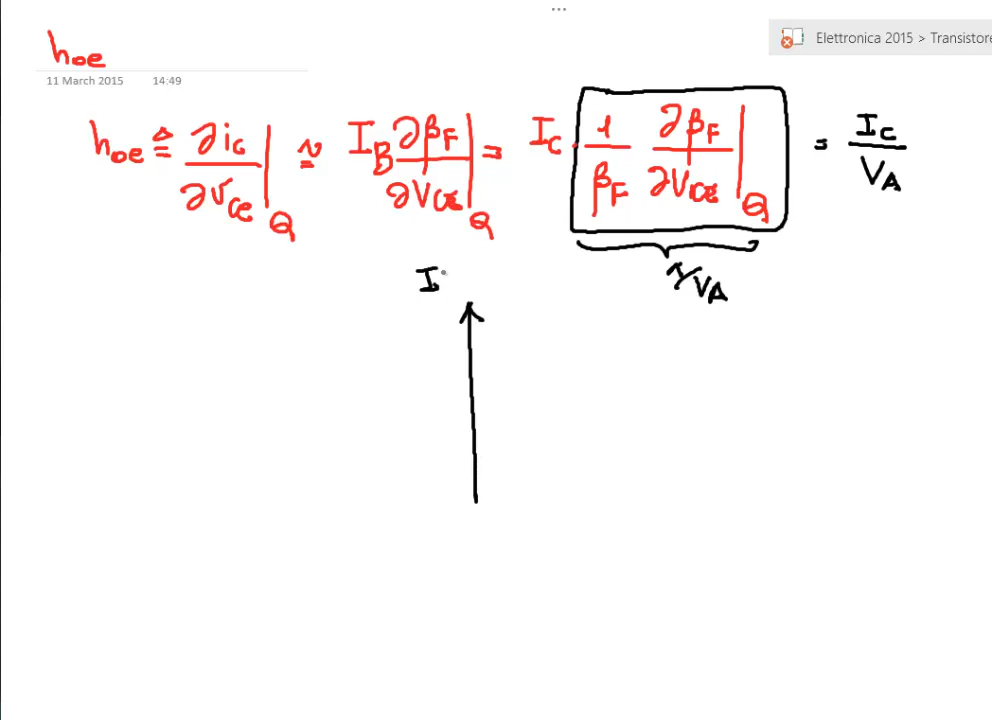 ...
Elettronica 2015 > Transistore
hoe
11 March 2015 14:49
hoe ≜ ∂ic/∂vce|Q ≅ IB ∂βF/∂VCE|Q = IC · 1/βF ∂βF/∂VCE|Q = IC/VA
1/VA
I